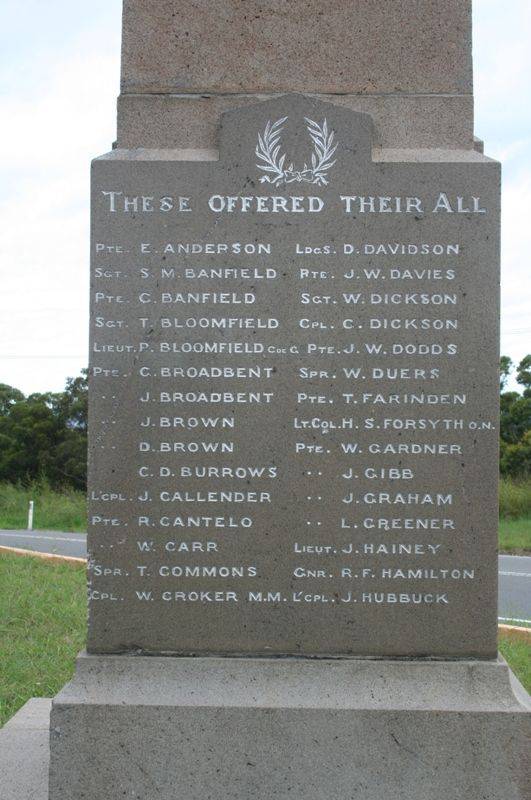 THESE OFFERED THEIR ALL
PTE. E. ANDERSON
SGT. S. M. BANFIELD
PTE. C. BANFIELD
SGT. T. BLOOMFIELD
LIEUT. P. BLOOMFIELD C DE G.
PTE. C. BROADBENT
" J. BROADBENT
" J. BROWN
" D. BROWN
C. D. BURROWS
L'CPL. J. CALLENDER
PTE. R. CANTELO
" W. CARR
SPR. T. COMMONS
CPL. W. CROKER M.M.
LDGS. D. DAVIDSON
PTE. J. W. DAVIES
SGT. W. DICKSON
CPL. C. DICKSON
PTE. J. W. DODDS
SPR. W. DUERS
PTE. T. FARINDEN
LT. COL. H. S. FORSYTH O.N.
PTE. W. GARDNER
" J. GIBB
" J. GRAHAM
" L. GREENER
LIEUT. J. HAINEY
GNR. R. F. HAMILTON
L'CPL. J. HUBBUCK